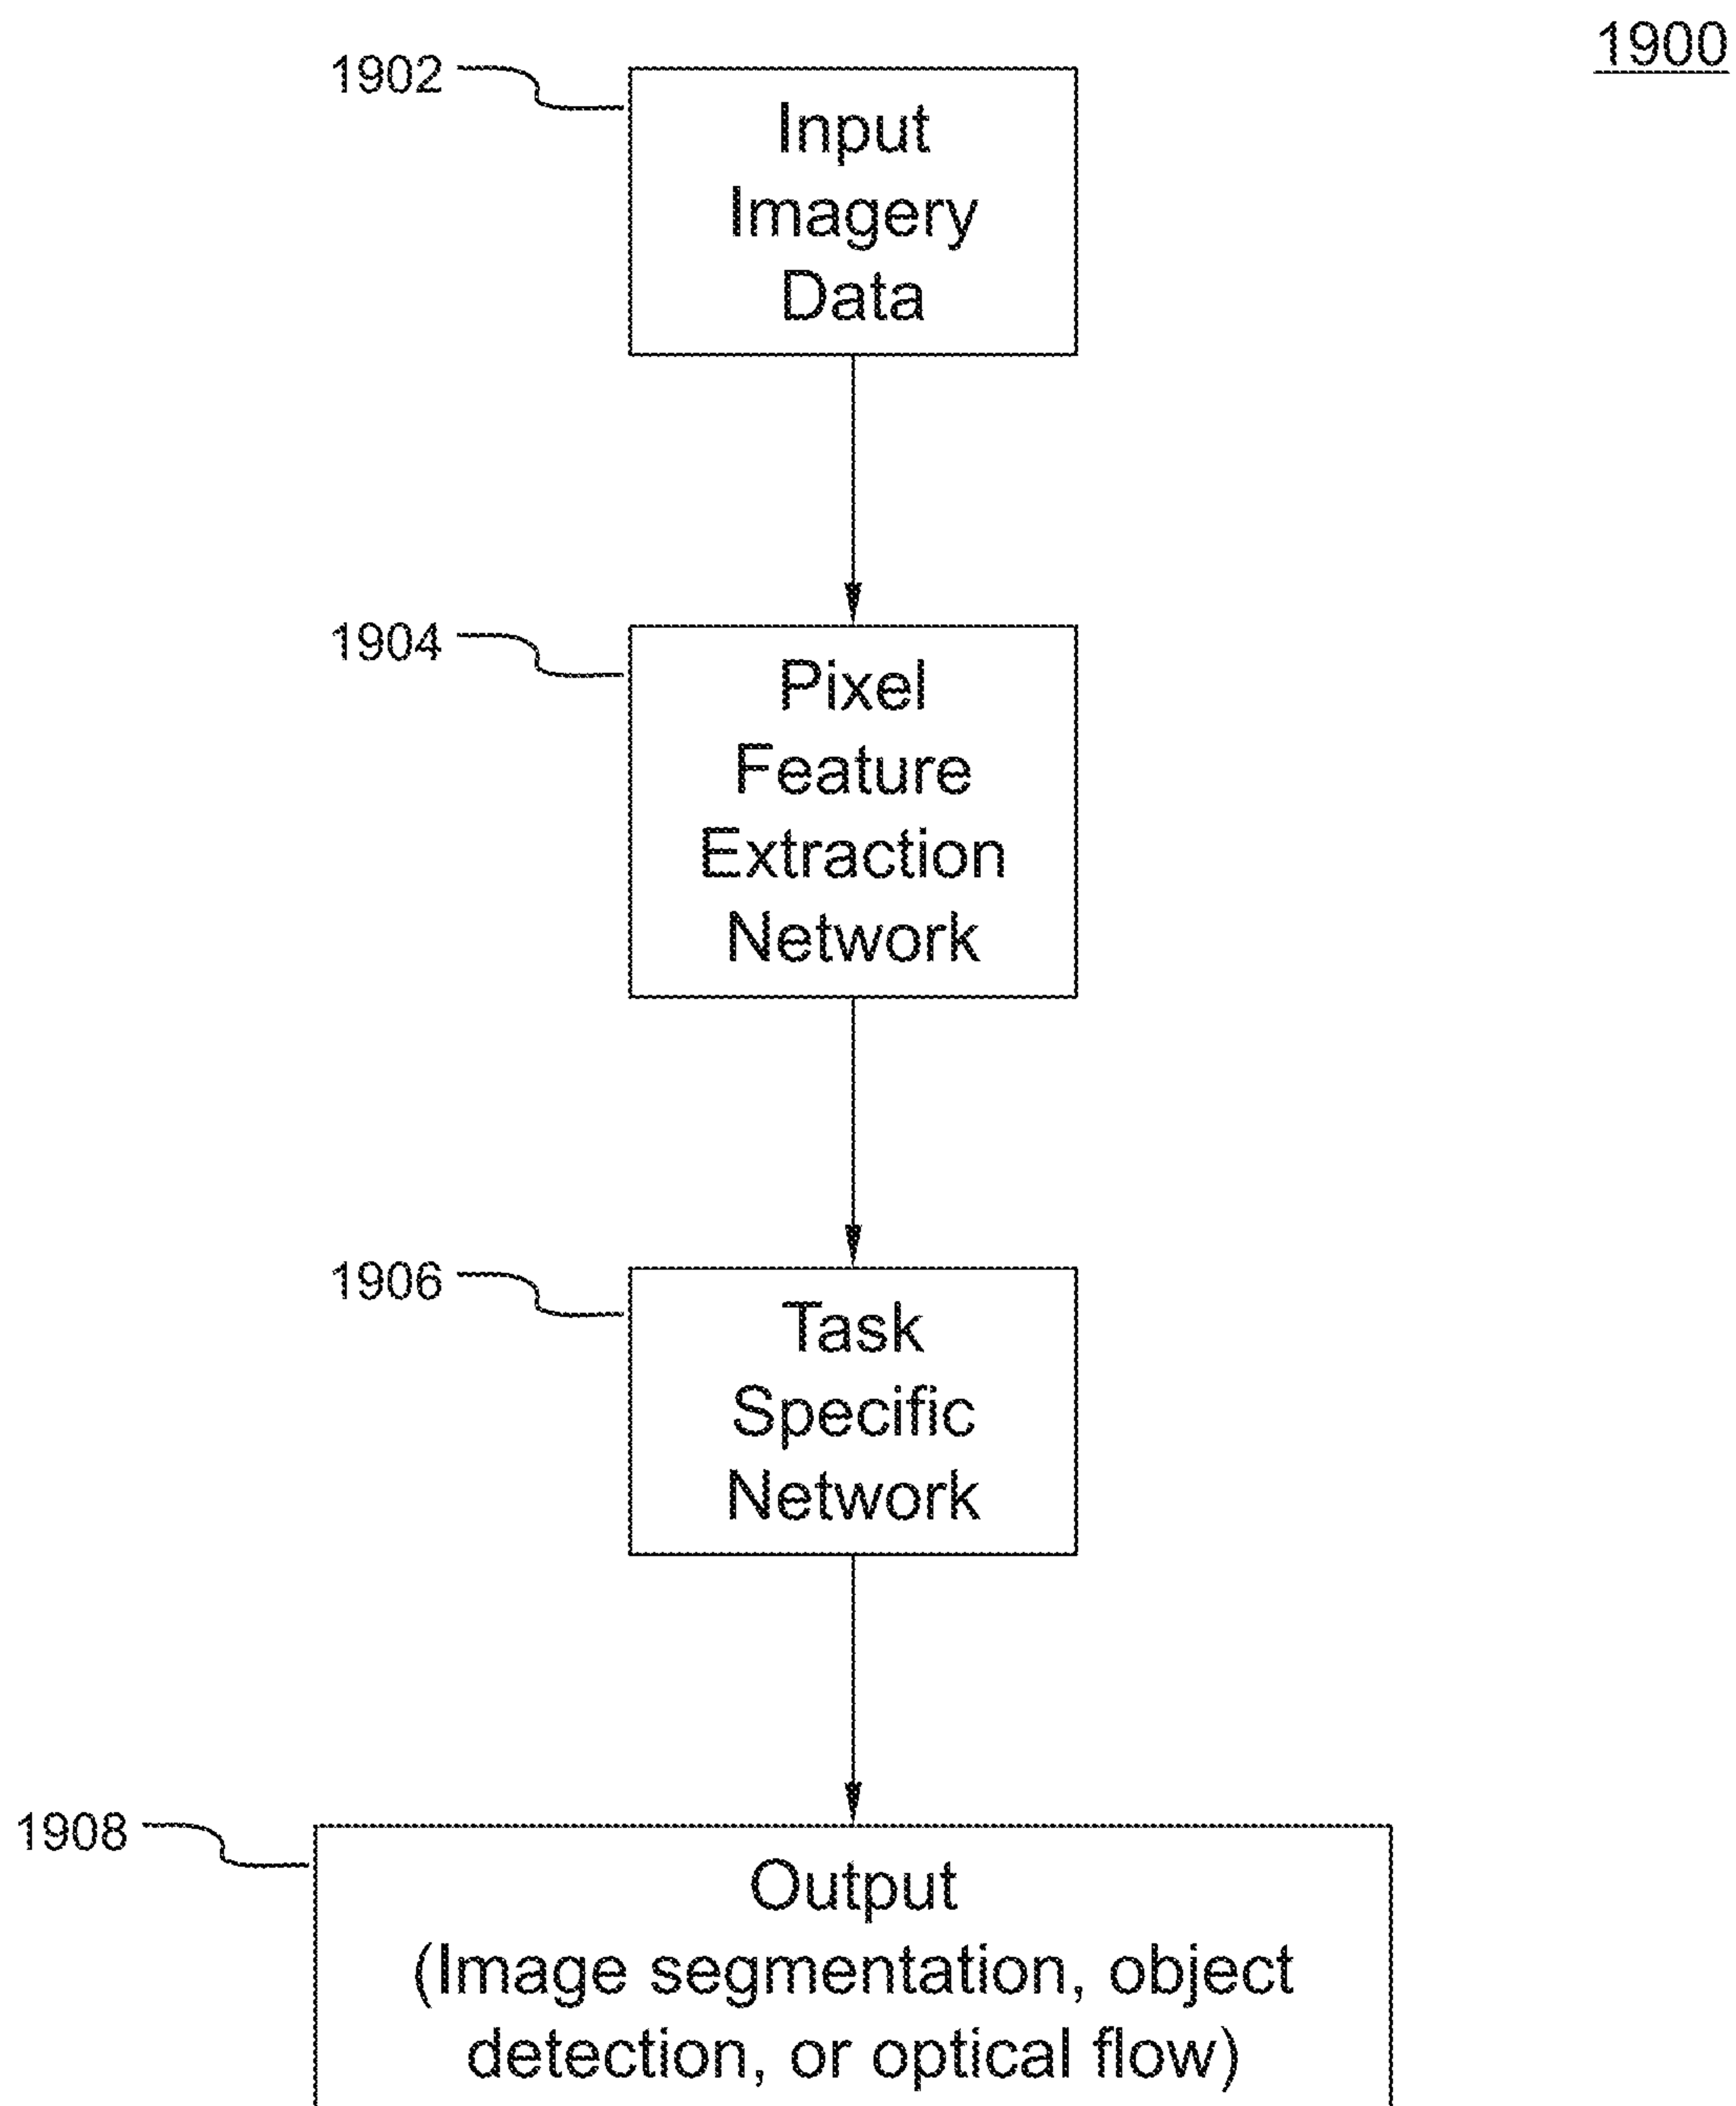 1900
1902
Input
Imagery
Data
1904
Pixel
Feature
Extraction
Network
1906
Task
Specific
Network
1908
Output
(Image segmentation, object
detection, or optical flow)